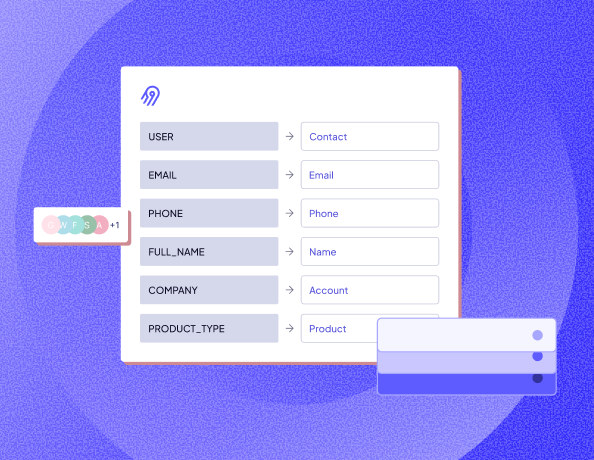 USER → Contact
EMAIL → Email
PHONE → Phone
O W F S A +1
FULL_NAME → Name
COMPANY → Account
PRODUCT_TYPE → Product